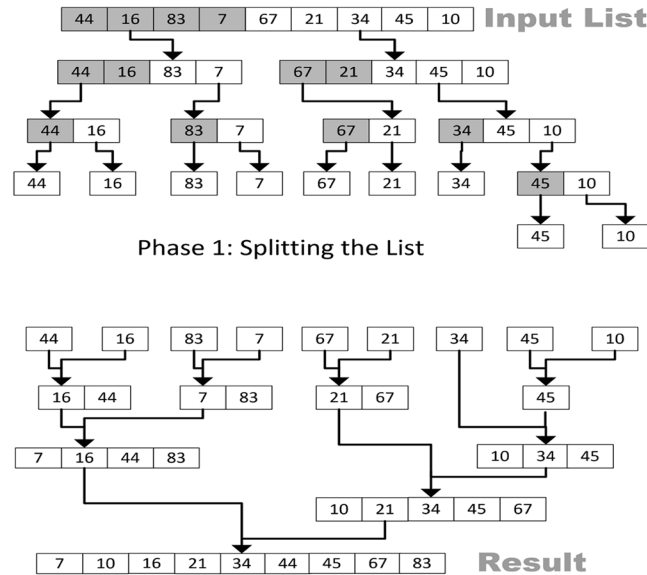 44 16 83 7 67 21 34 45 10 Input List
44 16 83 7 67 21 34 45 10
44 16 83 7 67 21 34 45 10
44 16 83 7 67 21 34 45 10
45 10
Phase 1: Splitting the List
44 16 83 7 67 21 34 45 10
16 44 7 83 21 67 45
7 16 44 83 10 34 45
10 21 34 45 67
7 10 16 21 34 44 45 67 83 Result